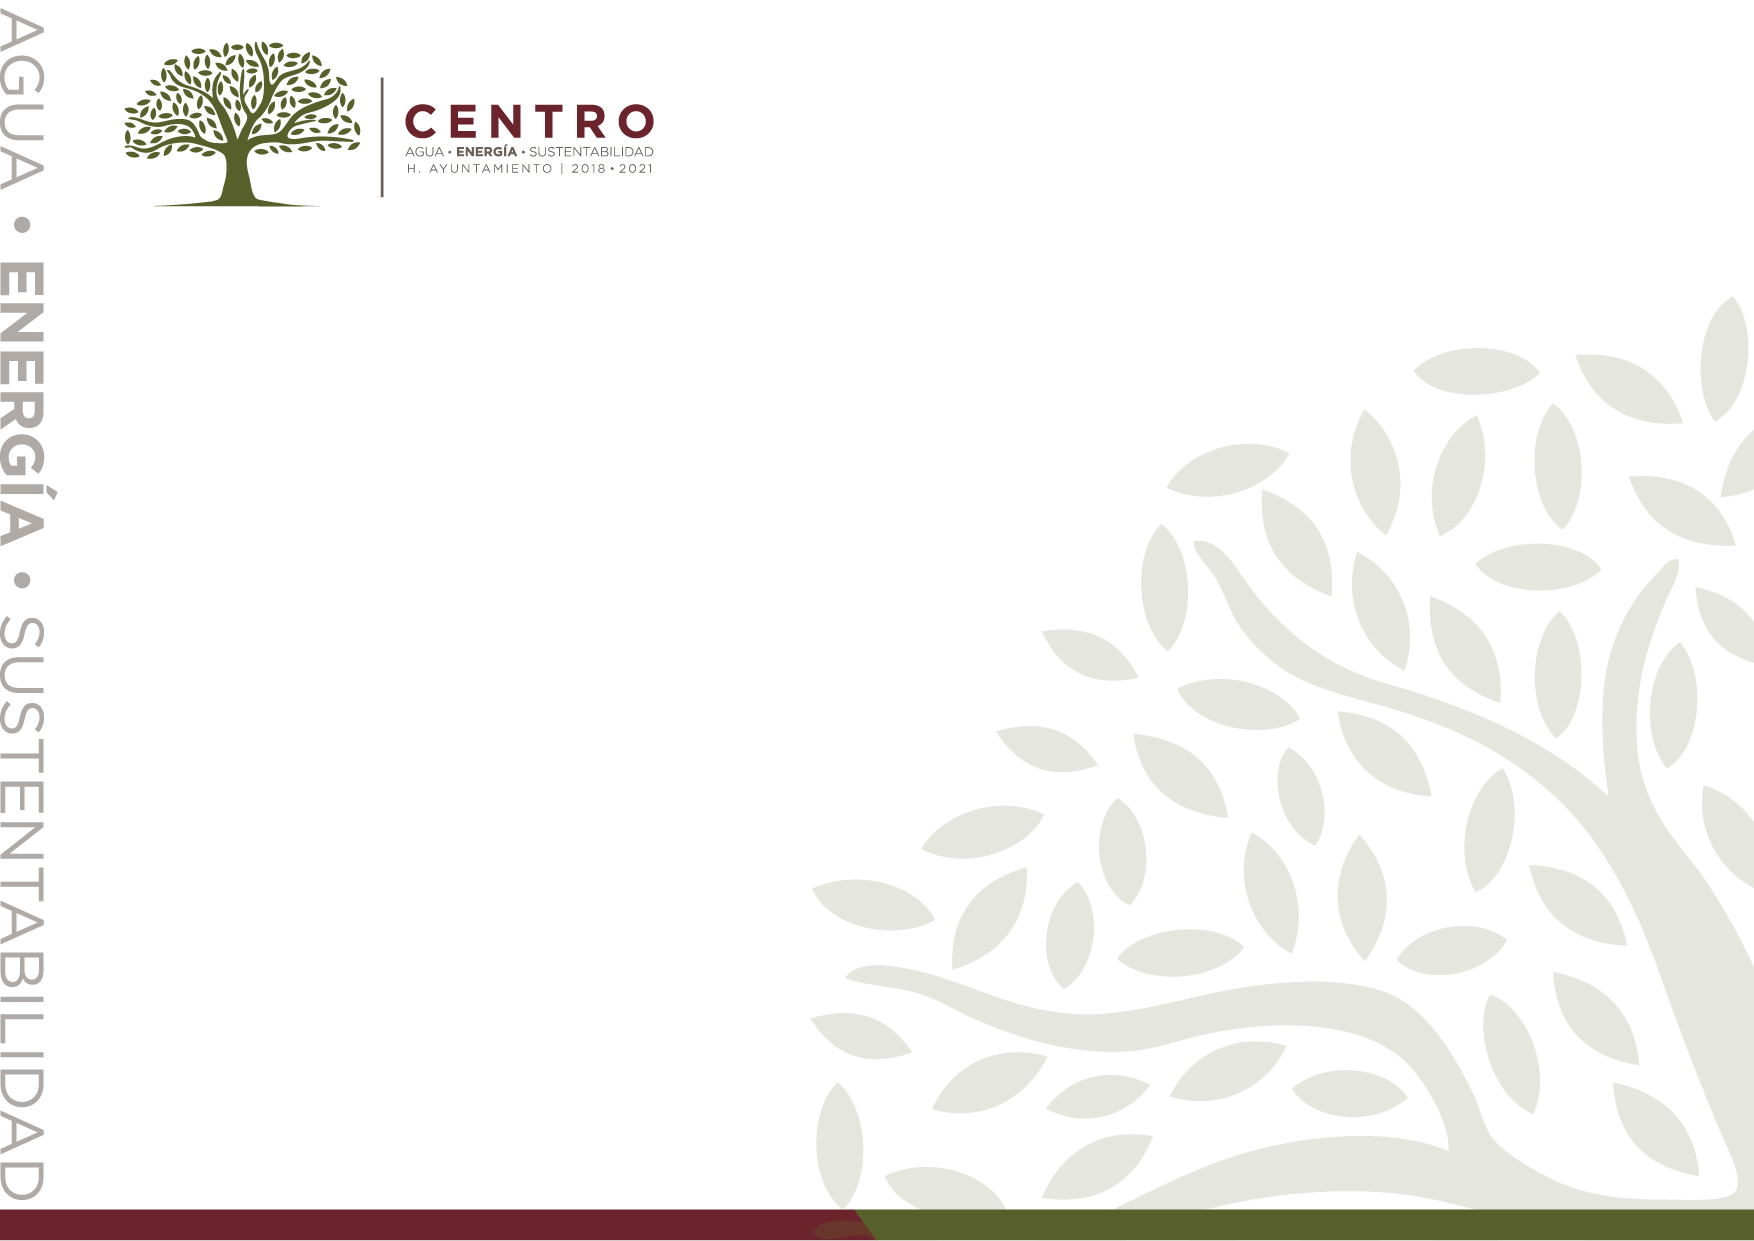 CENTRO
AGUA • ENERGÍA • SUSTENTABILIDAD
H. AYUNTAMIENTO | 2018 • 2021
AGUA • ENERGÍA • SUSTENTABILIDAD